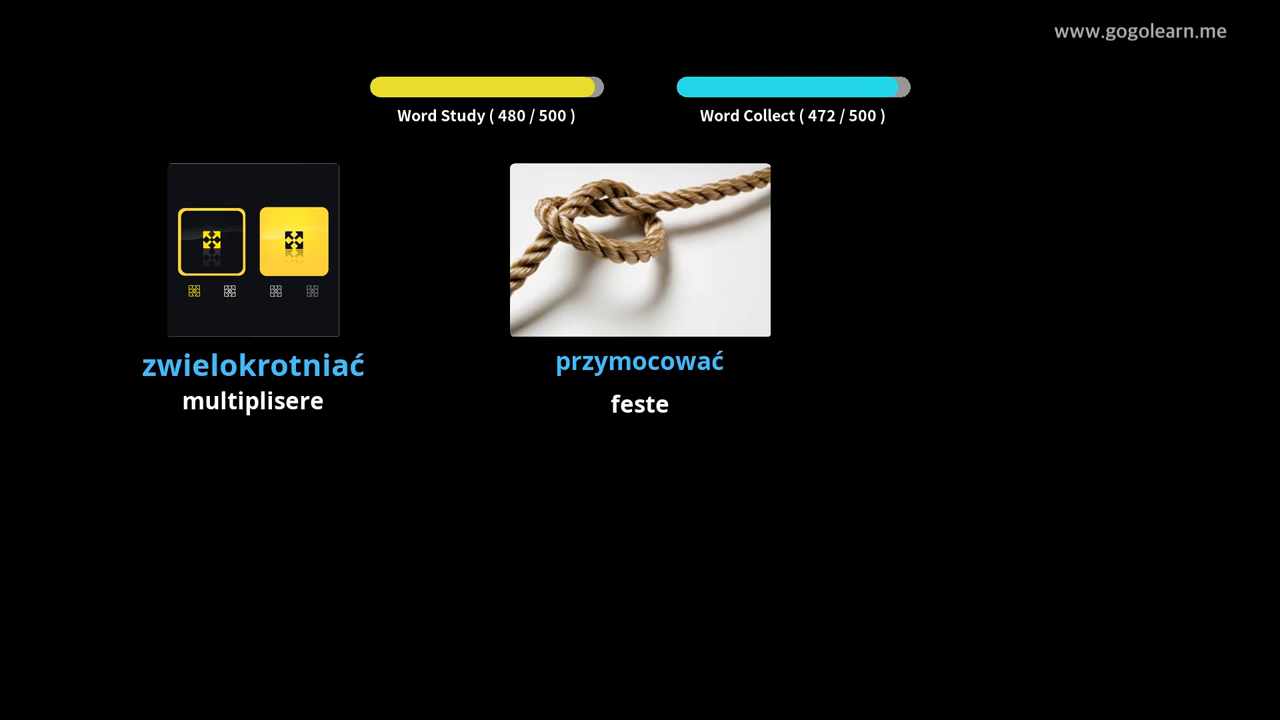 www.gogolearn.me
Word Study ( 480 / 500 )
Word Collect ( 472 / 500 )
zwielokrotniać
multiplisere
przymocować
feste